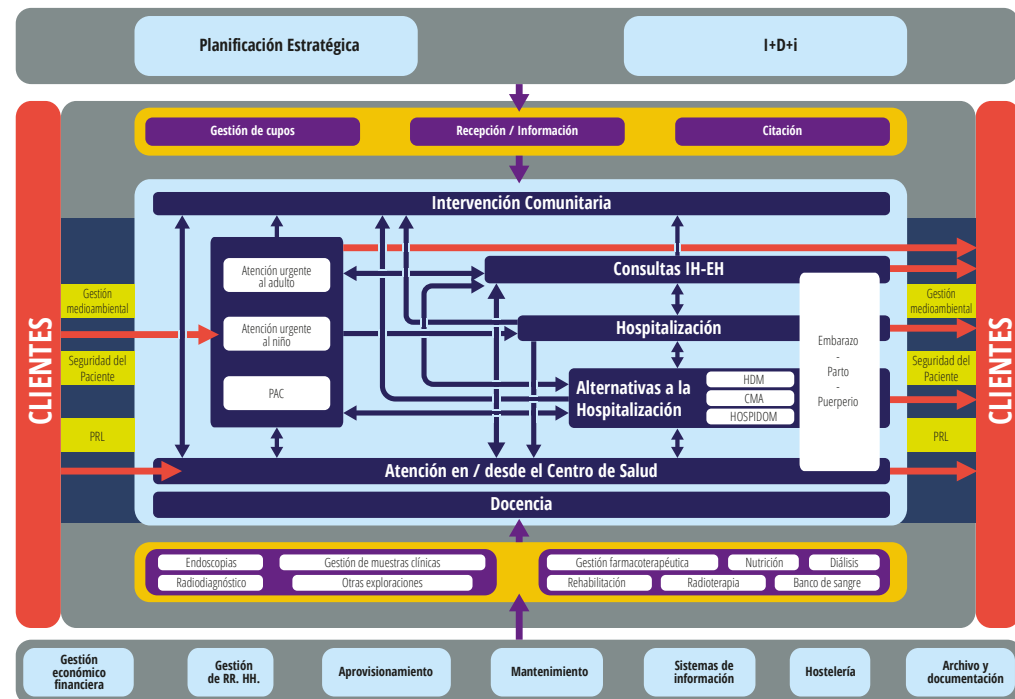 Planificación Estratégica
I+D+i
Gestión de cupos
Recepción / Información
Citación
CLIENTES
Gestión
medioambiental
Seguridad del
Paciente
PRL
Intervención Comunitaria
Atención urgente
al adulto
Atención urgente
al niño
PAC
Consultas IH-EH
Hospitalización
Alternativas a la
Hospitalización
HDM
CMA
HOSPIDOM
Embarazo
-
Parto
-
Puerperio
Atención en / desde el Centro de Salud
Docencia
Gestión
medioambiental
Seguridad del
Paciente
PRL
CLIENTES
Endoscopias
Gestión de muestras clínicas
Radiodiagnóstico
Otras exploraciones
Gestión farmacoterapéutica
Nutrición
Diálisis
Rehabilitación
Radioterapia
Banco de sangre
Gestión
económico
financiera
Gestión
de RR. HH.
Aprovisionamiento
Mantenimiento
Sistemas de
información
Hostelería
Archivo y
documentación